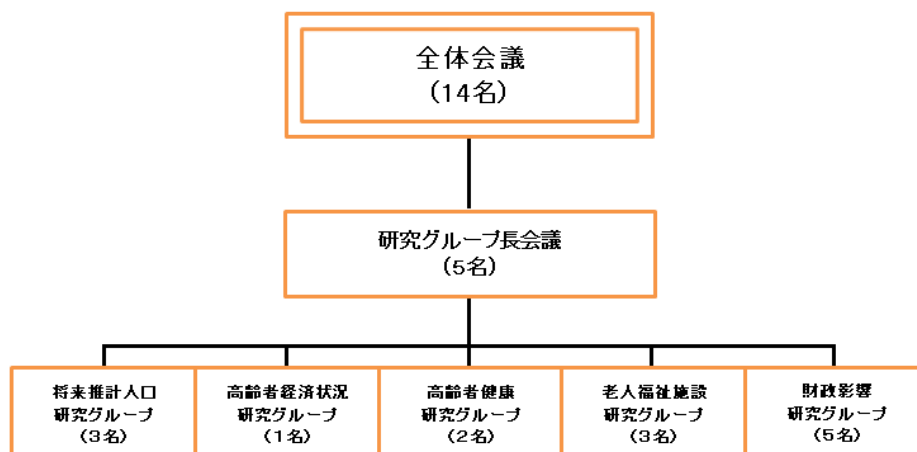 全体会議
(14名)
研究グループ長会議
(5名)
将来推計人口
研究グループ
(3名)
高齢者経済状況
研究グループ
(1名)
高齢者健康
研究グループ
(2名)
老人福祉施設
研究グループ
(3名)
財政影響
研究グループ
(5名)